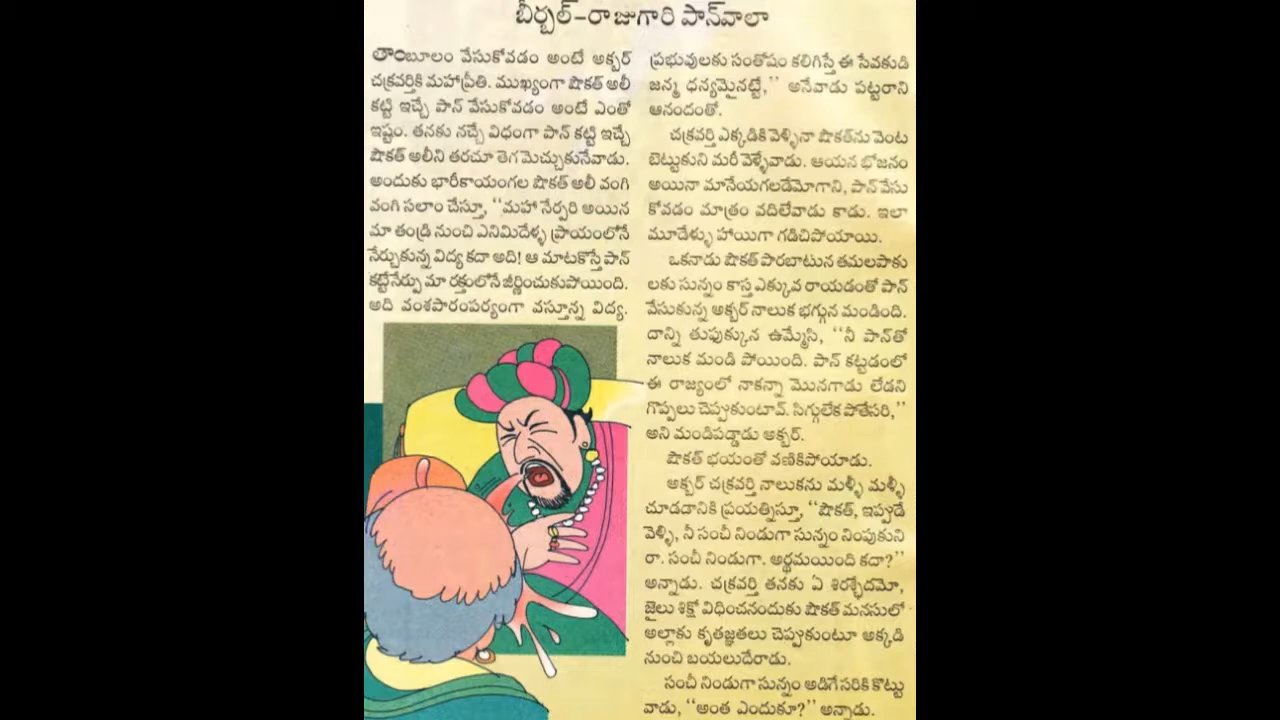 బీర్బల్-రాజుగారి పాన్‌వాలా
తాంబూలం వేసుకోవడం అంటే అక్బర్
చక్రవర్తికి మహాప్రీతి. ముఖ్యంగా షౌకత్ అలీ
కట్టి ఇచ్చే పాన్ వేసుకోవడం అంటే ఎంతో
ఇష్టం. తనకు నచ్చే విధంగా పాన్ కట్టి ఇచ్చే
షౌకత్ అలీని తరచూ తెగమెచ్చుకునేవాడు.
అందుకు భారీకాయంగల షౌకత్ అలీ వంగి
వంగి సలాం చేస్తూ, ‘‘మహా నేర్పరి అయిన
మా తండ్రి నుంచి ఎనిమిదేళ్ళ ప్రాయంలోనే
నేర్చుకున్న విద్య కదా అది! ఆ మాటకొస్తే పాన్
కట్టేనేర్పు మా రక్తంలోనే జీర్ణించుకుపోయింది.
అది వంశపారంపర్యంగా వస్తూన్న విద్య.
ప్రభువులకు సంతోషం కలిగిస్తే ఈ సేవకుడి
జన్మ ధన్యమైనట్టే,’’ అనేవాడు పట్టరాని
ఆనందంతో.
చక్రవర్తి ఎక్కడికి వెళ్ళినా షౌకత్‌ను వెంట
బెట్టుకుని మరీ వెళ్ళేవాడు. ఆయన భోజనం
అయినా మానేయగలడేమోగాని, పాన్ వేసు
కోవడం మాత్రం వదిలేవాడు కాడు. ఇలా
మూడేళ్ళు హాయిగా గడిచిపోయాయి.
ఒకనాడు షౌకత్ పొరబాటున తమలపాకు
లకు సున్నం కాస్త ఎక్కువ రాయడంతో పాన్
వేసుకున్న అక్బర్ నాలుక భగ్గున మండింది.
దాన్ని తుపుక్కున ఉమ్మేసి, ‘‘నీ పాన్‌తో
నాలుక మండి పోయింది. పాన్ కట్టడంలో
ఈ రాజ్యంలో నాకన్నా మొనగాడు లేడని
గొప్పలు చెప్పుకుంటావ్. సిగ్గులేక పోతేసరి,’’
అని మండిపడ్డాడు అక్బర్.
షౌకత్ భయంతో వణికిపోయాడు.
అక్బర్ చక్రవర్తి నాలుకను మళ్ళీ మళ్ళీ
చూడడానికి ప్రయత్నిస్తూ, ‘‘షౌకత్, ఇప్పుడే
వెళ్ళి, నీ సంచీ నిండుగా సున్నం నింపుకుని
రా. సంచీ నిండుగా. అర్థమయింది కదా?’’
అన్నాడు. చక్రవర్తి తనకు ఏ శిరశ్ఛేదమో,
జైలు శిక్షో విధించనందుకు షౌకత్ మనసులో
అల్లాకు కృతజ్ఞతలు చెప్పుకుంటూ అక్కడి
నుంచి బయలుదేరాడు.
సంచీ నిండుగా సున్నం అడిగేసరికి కొట్టు
వాడు, ‘‘అంత ఎందుకూ?’’ అన్నాడు.